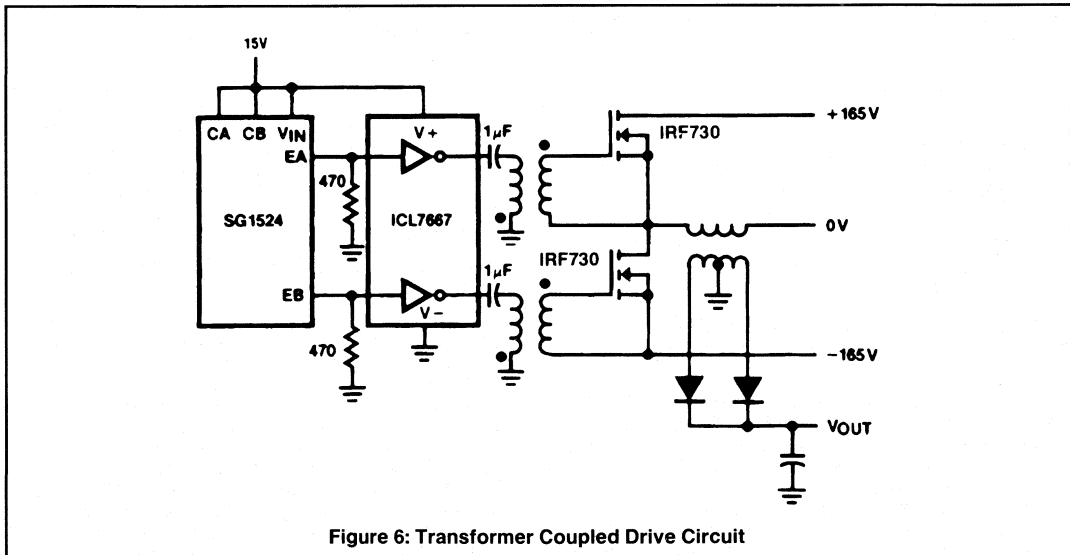 15V
CA CB VIN
EA
470
SG1524
EB
470
V+
ICL7667
V-
1μF
1μF
IRF730
IRF730
+165V
0V
-165V
VOUT
Figure 6: Transformer Coupled Drive Circuit